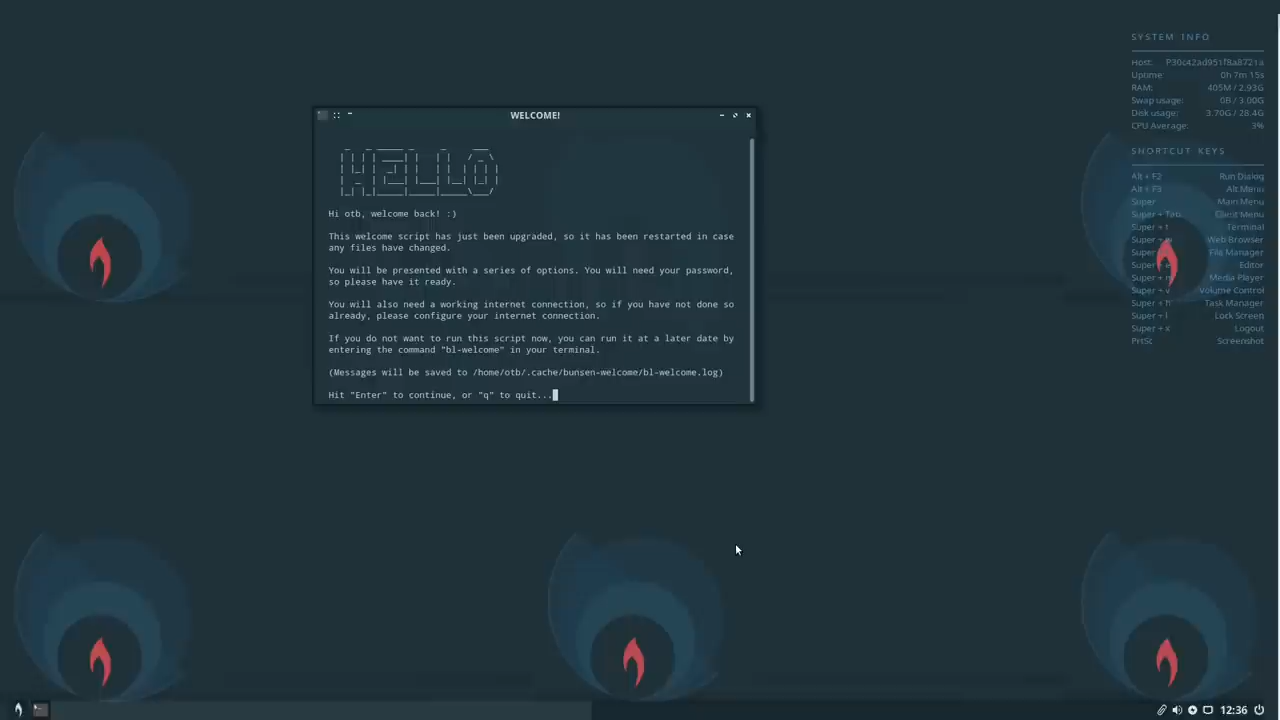 WELCOME!
HELLO
Hi otb, welcome back! :)
This welcome script has just been upgraded, so it has been restarted in case
any files have changed.
You will be presented with a series of options. You will need your password,
so please have it ready.
You will also need a working internet connection, so if you have not done so
already, please configure your internet connection.
If you do not want to run this script now, you can run it at a later date by
entering the command "bl-welcome" in your terminal.
(Messages will be saved to /home/otb/.cache/bunsen-welcome/bl-welcome.log)
Hit "Enter" to continue, or "q" to quit...
SYSTEM INFO
Host: P30c42ad951f8a8721a
Uptime: 0h 7m 15s
RAM: 405M / 2.93G
Swap usage: 0B / 3.00G
Disk usage: 3.70G / 28.4G
CPU Average: 3%
SHORTCUT KEYS
Alt + F2 Run Dialog
Alt + F3 Alt Menu
Super Main Menu
Super + Tab Client Menu
Super + t Terminal
Super + Web Browser
Super + File Manager
Super + e Editor
Super + m Media Player
Super + v Volume Control
Super + h Task Manager
Super + l Lock Screen
Super + x Logout
PrtSc Screenshot
12:36